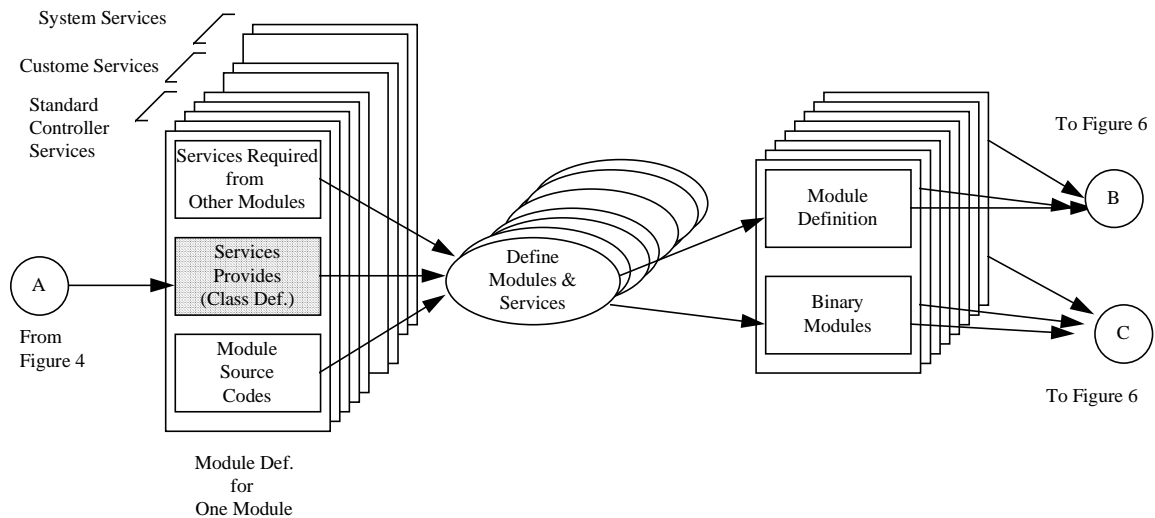 System Services
Custome Services
Standard
Controller
Services
Services Required
from
Other Modules
Services
Provides
(Class Def.)
Module
Source
Codes
A
From
Figure 4
Module Def.
for
One Module
Define
Modules &
Services
Module
Definition
Binary
Modules
To Figure 6
B
C
To Figure 6